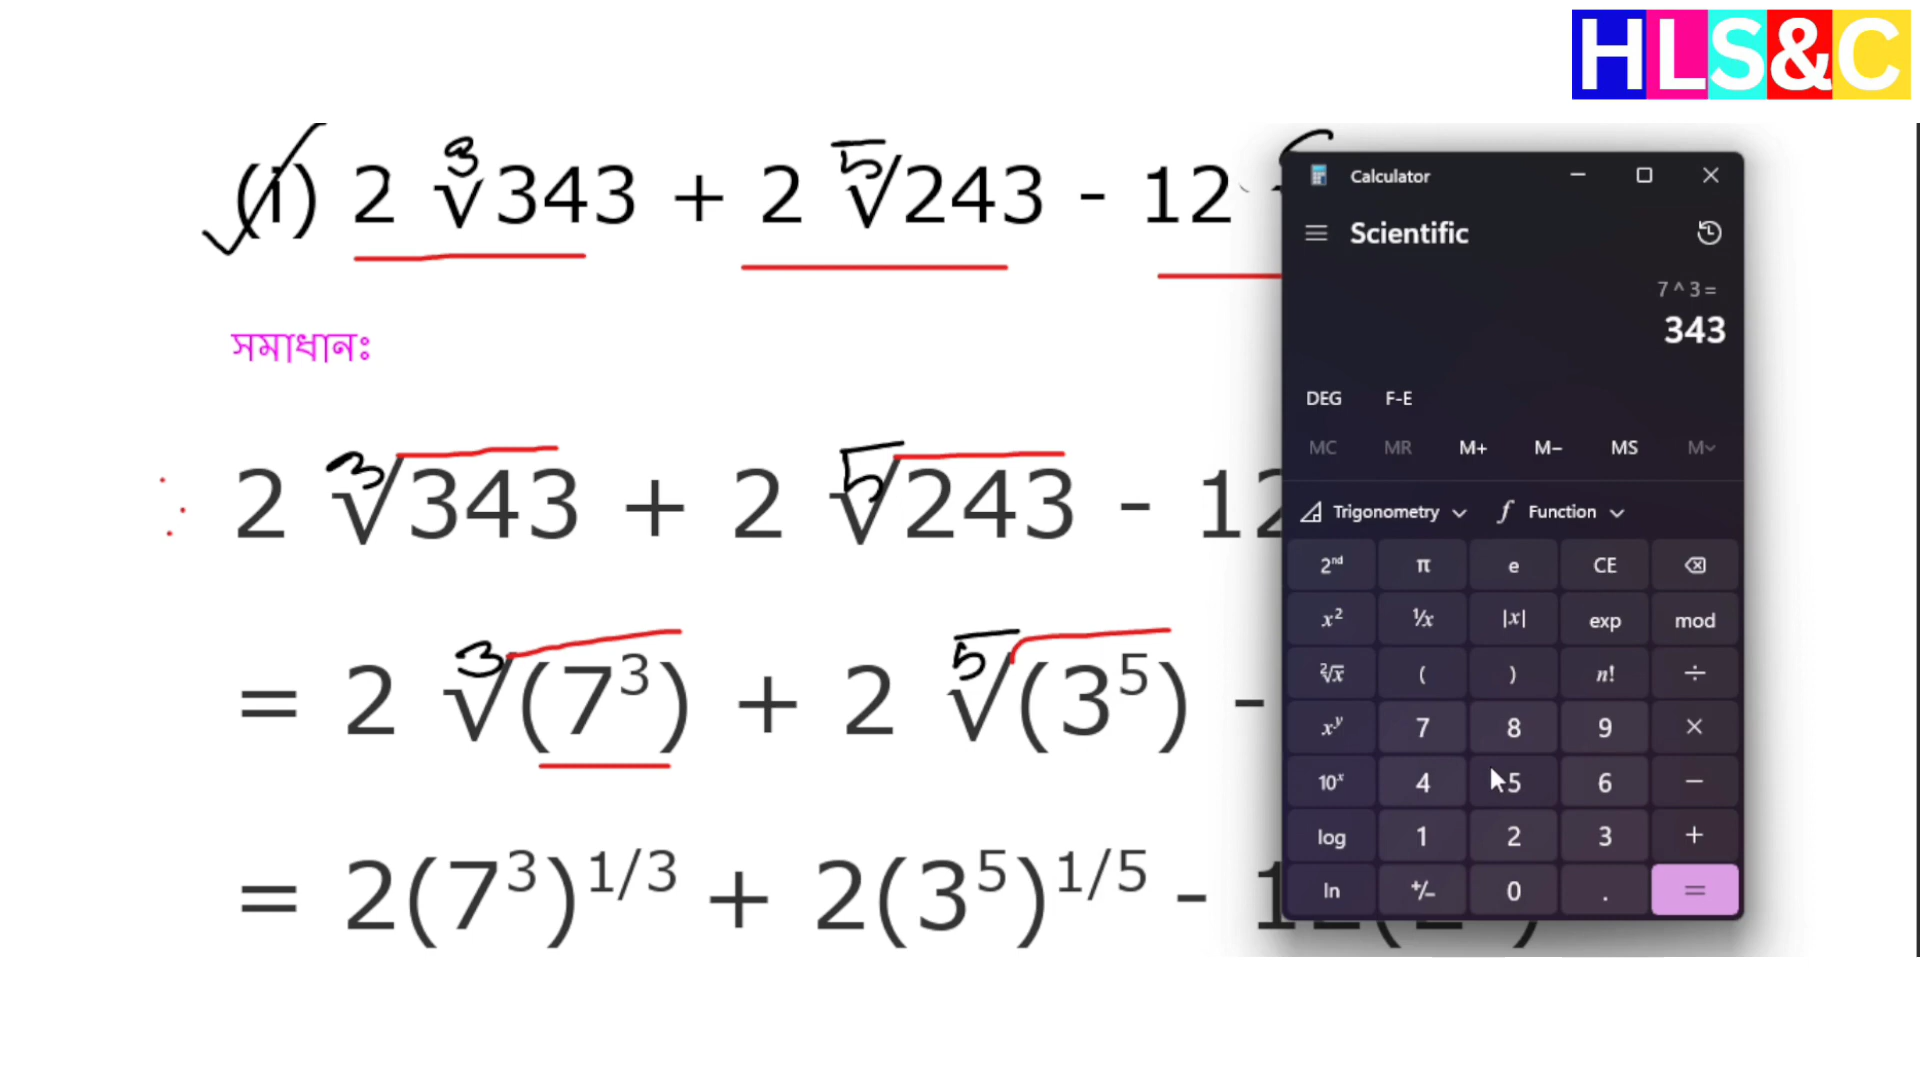 HLS&C
(i) 2 ∛343 + 2 ⁵√243 - 12
সমাধানঃ
2 ∛343 + 2 ⁵√243 - 12
= 2 ∛(7³) + 2 ⁵√(3⁵) -
= 2(7³)^1/3 + 2(3⁵)^1/5 - 12(2
Calculator
Scientific
7 ^ 3 =
343
DEG F-E
MC MR M+ M− MS M
Trigonometry Function
2ⁿᵈ π e CE
x² ¹/x |x| exp mod
²√x ( ) n! ÷
xʸ 7 8 9 ×
10ˣ 4 5 6 −
log 1 2 3 +
ln +/− 0 . =